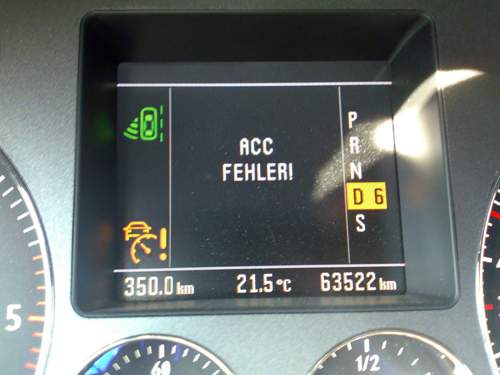 ACC
FEHLER!
P
R
N
D 6
S
350.0 km
21.5 °C
63522 km
5
60
1/2